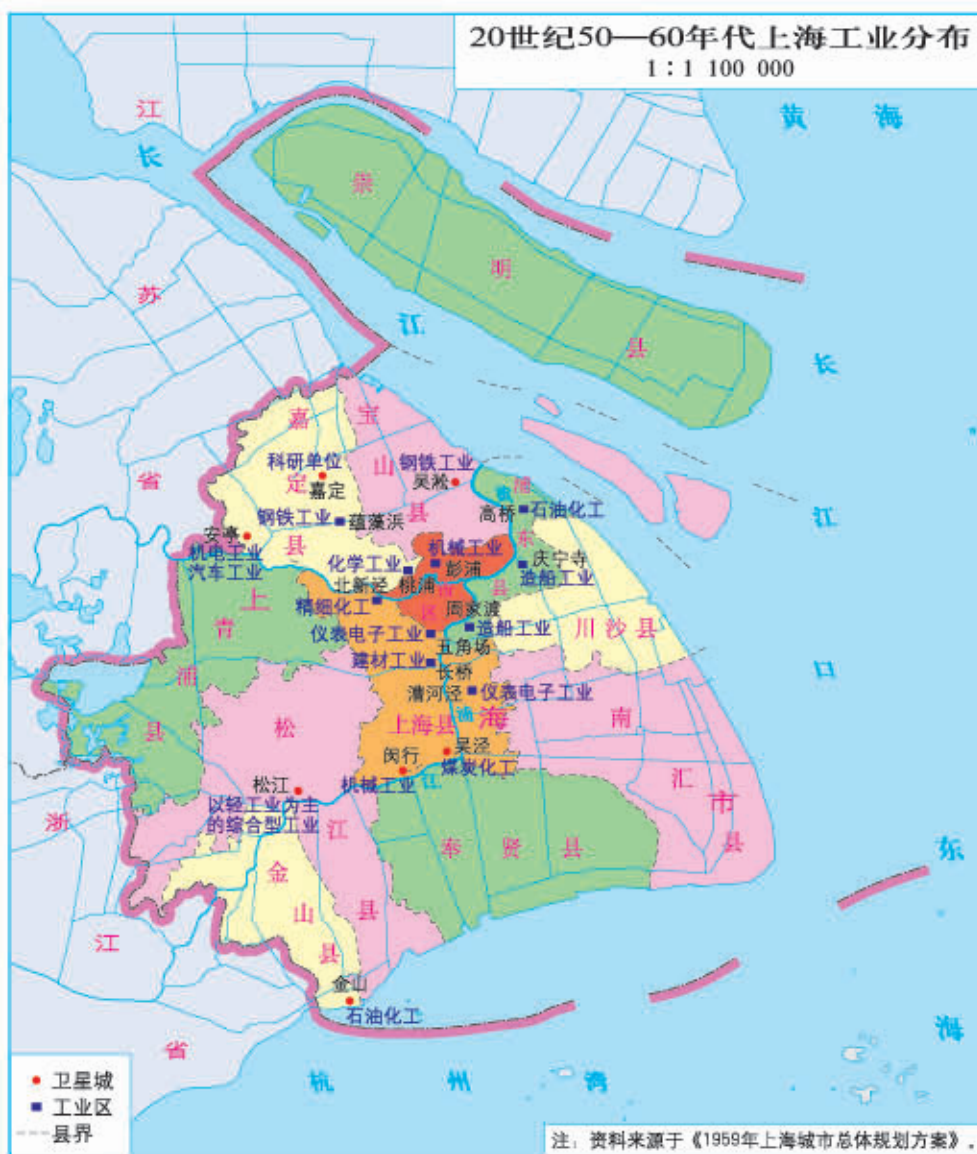 20世纪50—60年代上海工业分布
1：1 100 000
黄 海
江
长
崇
明
县
苏
江
长
省
嘉
宝
科研单位
山
钢铁工业
嘉定
定
吴淞
浦
钢铁工业
蕴藻浜
县
高桥
石油化工
东
安亭
县
机械工业
机电工业
化学工业
彭浦
庆宁寺
汽车工业
北新泾
桃浦
市
县
造船工业
江
上
精细化工
区
周家渡
青
仪表电子工业
造船工业
川沙县
浦
建材工业
五角场
长桥
口
漕河泾
仪表电子工业
县
松
上海县
浦
海
南
吴泾
闵行
煤炭化工
松江
机械工业
江
汇
市
以轻工业为主
的综合型工业
浙
江
奉 贤 县
县
东
金
山
县
县
江
金山
石油化工
海
省
杭 州 湾
卫星城
工业区
县界
注：资料来源于《1959年上海城市总体规划方案》。